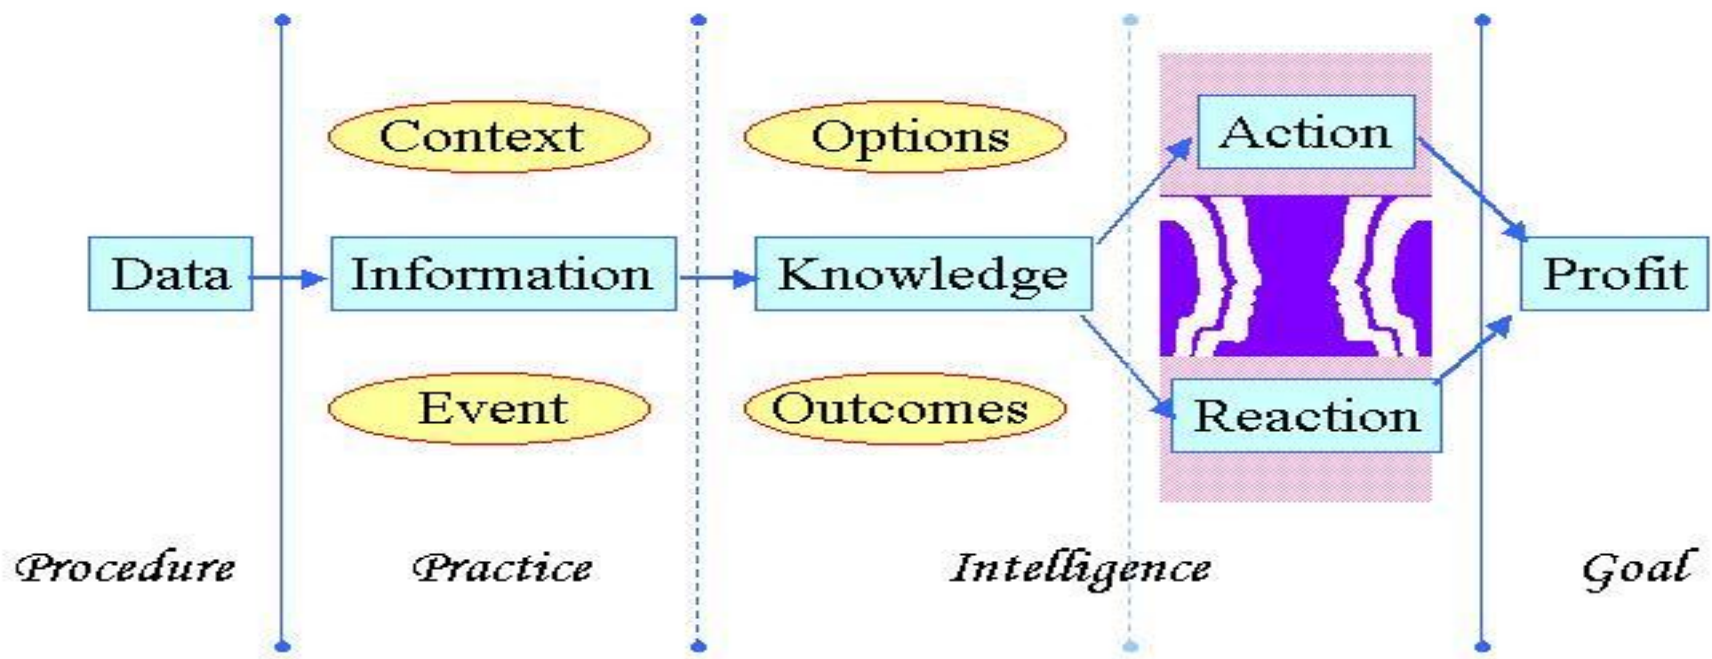 Context
Options
Action
Data
Information
Knowledge
Profit
Event
Outcomes
Reaction
Procedure
Practice
Intelligence
Goal